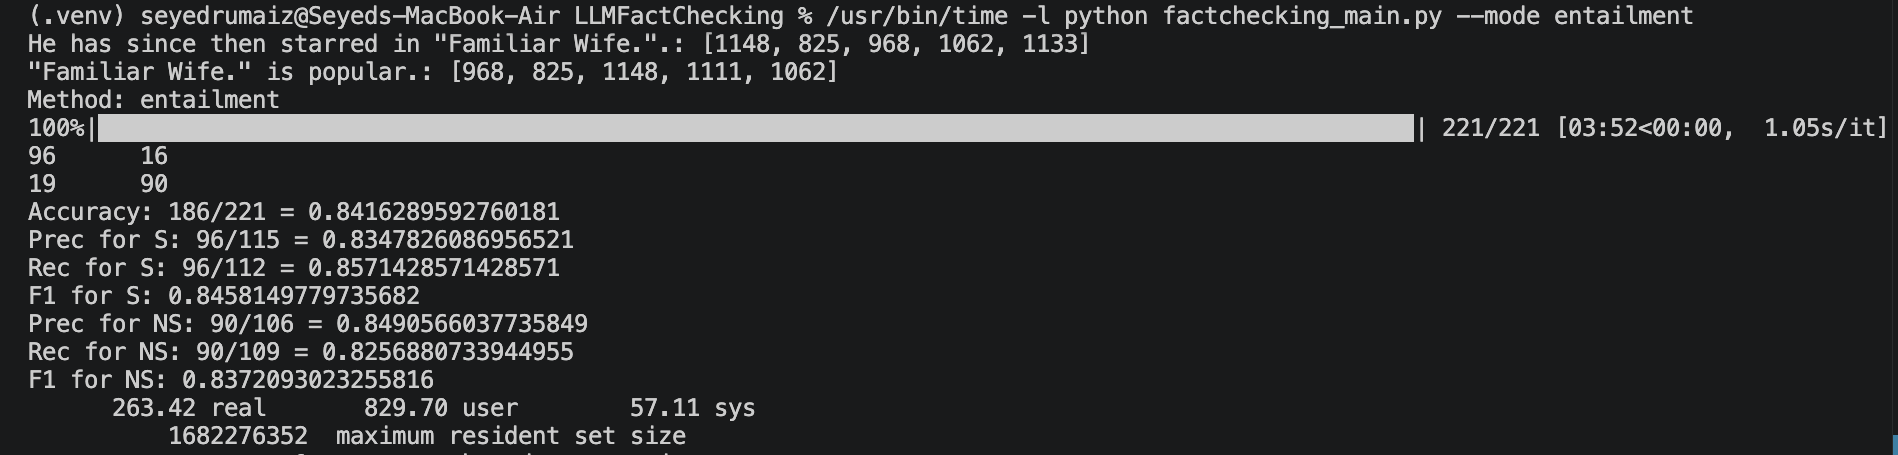 (.venv) seyedrumaiz@Seyeds-MacBook-Air LLMFactChecking % /usr/bin/time -l python factchecking_main.py --mode entailment
He has since then starred in "Familiar Wife.".: [1148, 825, 968, 1062, 1133]
"Familiar Wife." is popular.: [968, 825, 1148, 1111, 1062]
Method: entailment
100%| | 221/221 [03:52<00:00, 1.05s/it]
96 16
19 90
Accuracy: 186/221 = 0.8416289592760181
Prec for S: 96/115 = 0.8347826086956521
Rec for S: 96/112 = 0.8571428571428571
F1 for S: 0.8458149779735682
Prec for NS: 90/106 = 0.8490566037735849
Rec for NS: 90/109 = 0.8256880733944955
F1 for NS: 0.8372093023255816
263.42 real 829.70 user 57.11 sys
1682276352 maximum resident set size